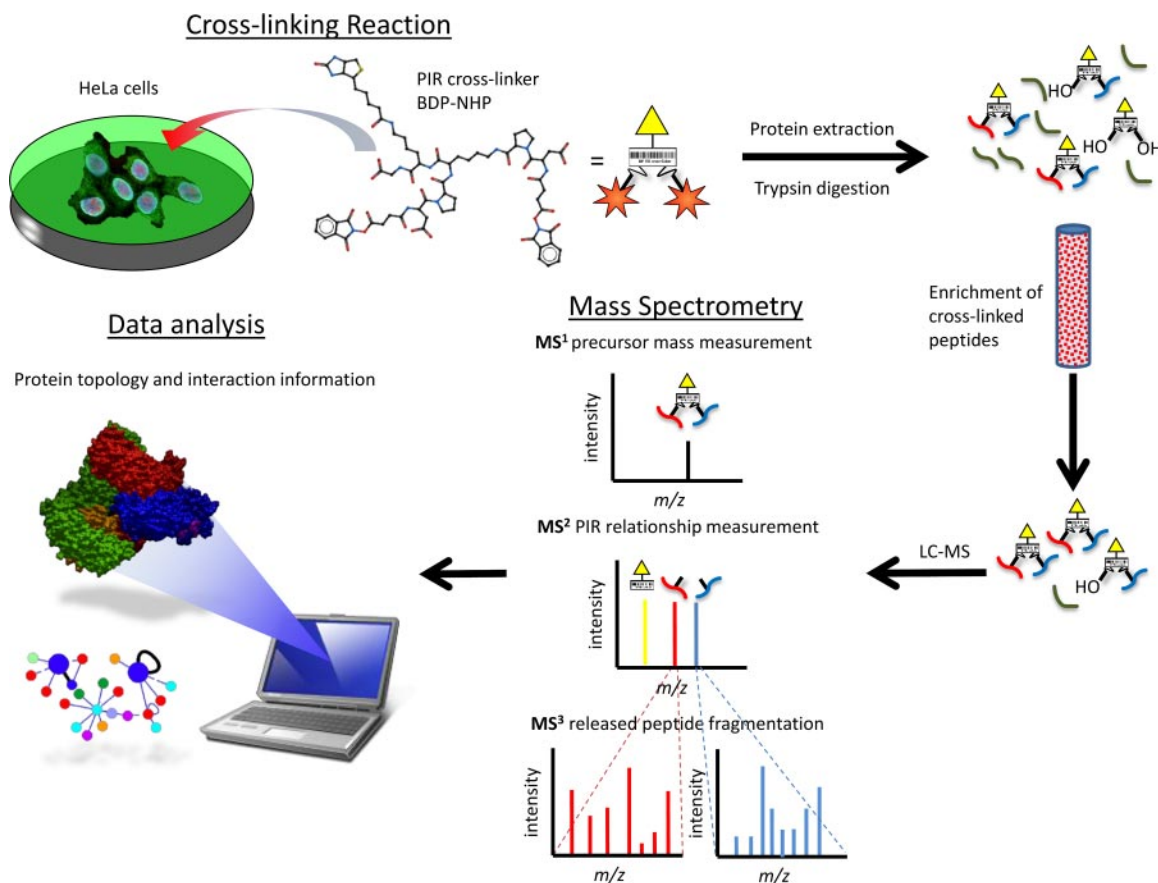 Cross-linking Reaction
HeLa cells
PIR cross-linker
BDP-NHP
=
Protein extraction
Trypsin digestion
HO
HO
OH
Enrichment of
cross-linked
peptides
Mass Spectrometry
MS¹ precursor mass measurement
intensity
m/z
MS² PIR relationship measurement
intensity
m/z
MS³ released peptide fragmentation
intensity
m/z
intensity
m/z
LC-MS
HO
Data analysis
Protein topology and interaction information